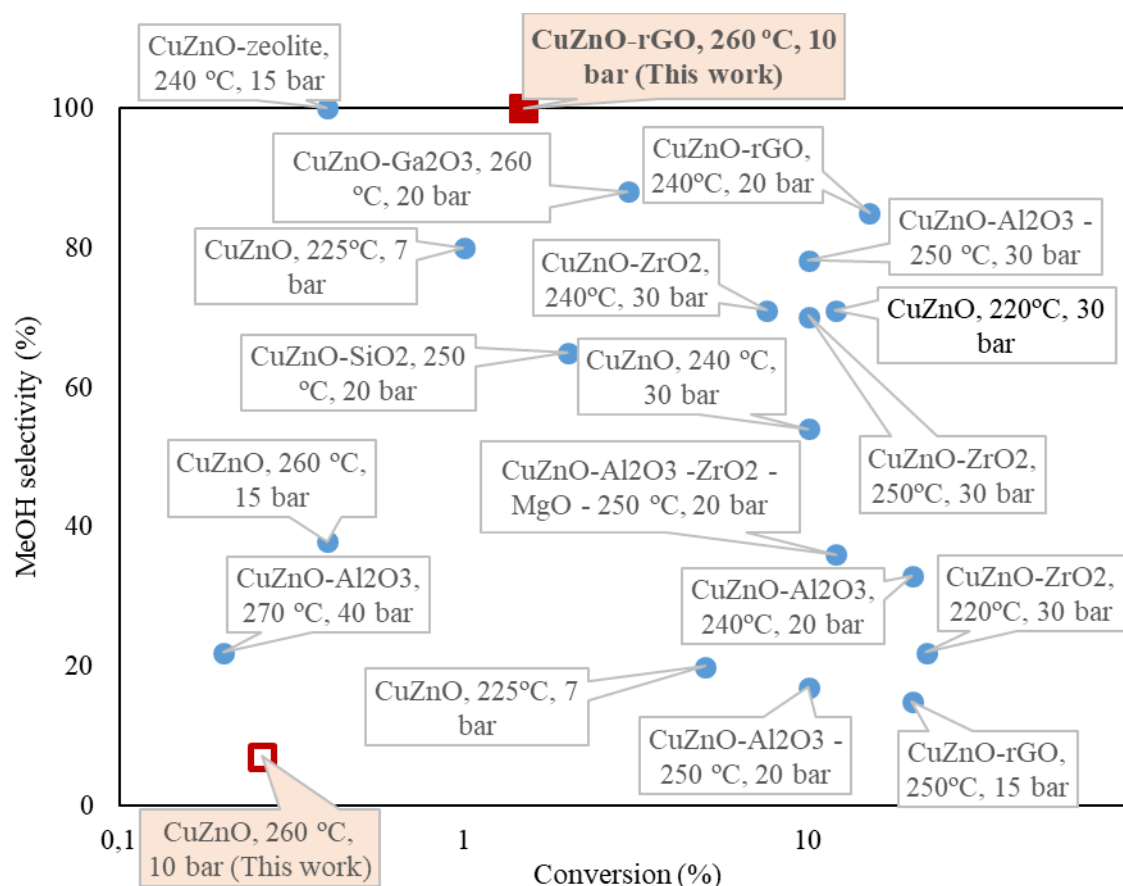 CuZnO-zeolite,
240 ºC, 15 bar
CuZnO-rGO, 260 ºC, 10
bar (This work)
100
CuZnO-Ga2O3, 260
ºC, 20 bar
CuZnO-rGO,
240ºC, 20 bar
CuZnO-Al2O3 -
250 ºC, 30 bar
80
CuZnO, 225ºC, 7
bar
CuZnO-ZrO2,
240ºC, 30 bar
CuZnO, 220ºC, 30
bar
CuZnO-SiO2, 250
ºC, 20 bar
CuZnO, 240 ºC,
30 bar
60
MeOH selectivity (%)
CuZnO, 260 ºC,
15 bar
CuZnO-Al2O3 -ZrO2 -
MgO - 250 ºC, 20 bar
CuZnO-ZrO2,
250ºC, 30 bar
40
CuZnO-Al2O3,
270 ºC, 40 bar
CuZnO-Al2O3,
240ºC, 20 bar
CuZnO-ZrO2,
220ºC, 30 bar
20
CuZnO, 225ºC, 7
bar
CuZnO-Al2O3 -
250 ºC, 20 bar
CuZnO-rGO,
250ºC, 15 bar
0
CuZnO, 260 ºC,
10 bar (This work)
0,1
1
10
Conversion (%)